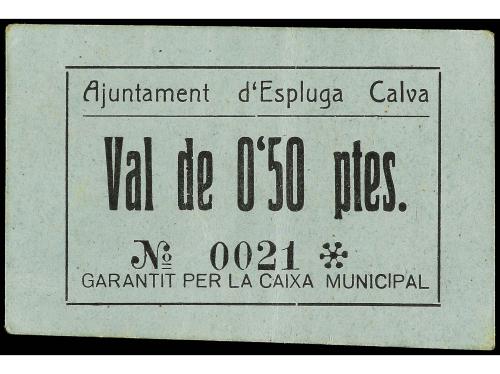 Ajuntament d'Espluga Calva
Val de 0'50 ptes.
Nº 0021
GARANTIT PER LA CAIXA MUNICIPAL